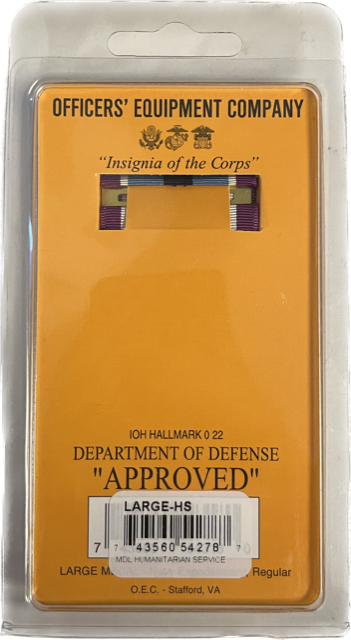 OFFICERS' EQUIPMENT COMPANY
"Insignia of the Corps"
IOH HALLMARK 0 22
DEPARTMENT OF DEFENSE
"APPROVED"
LARGE-HS
7 43560 54278
MDL HUMANITARIAN SERVICE
LARGE Regular
O.E.C. - Stafford, VA